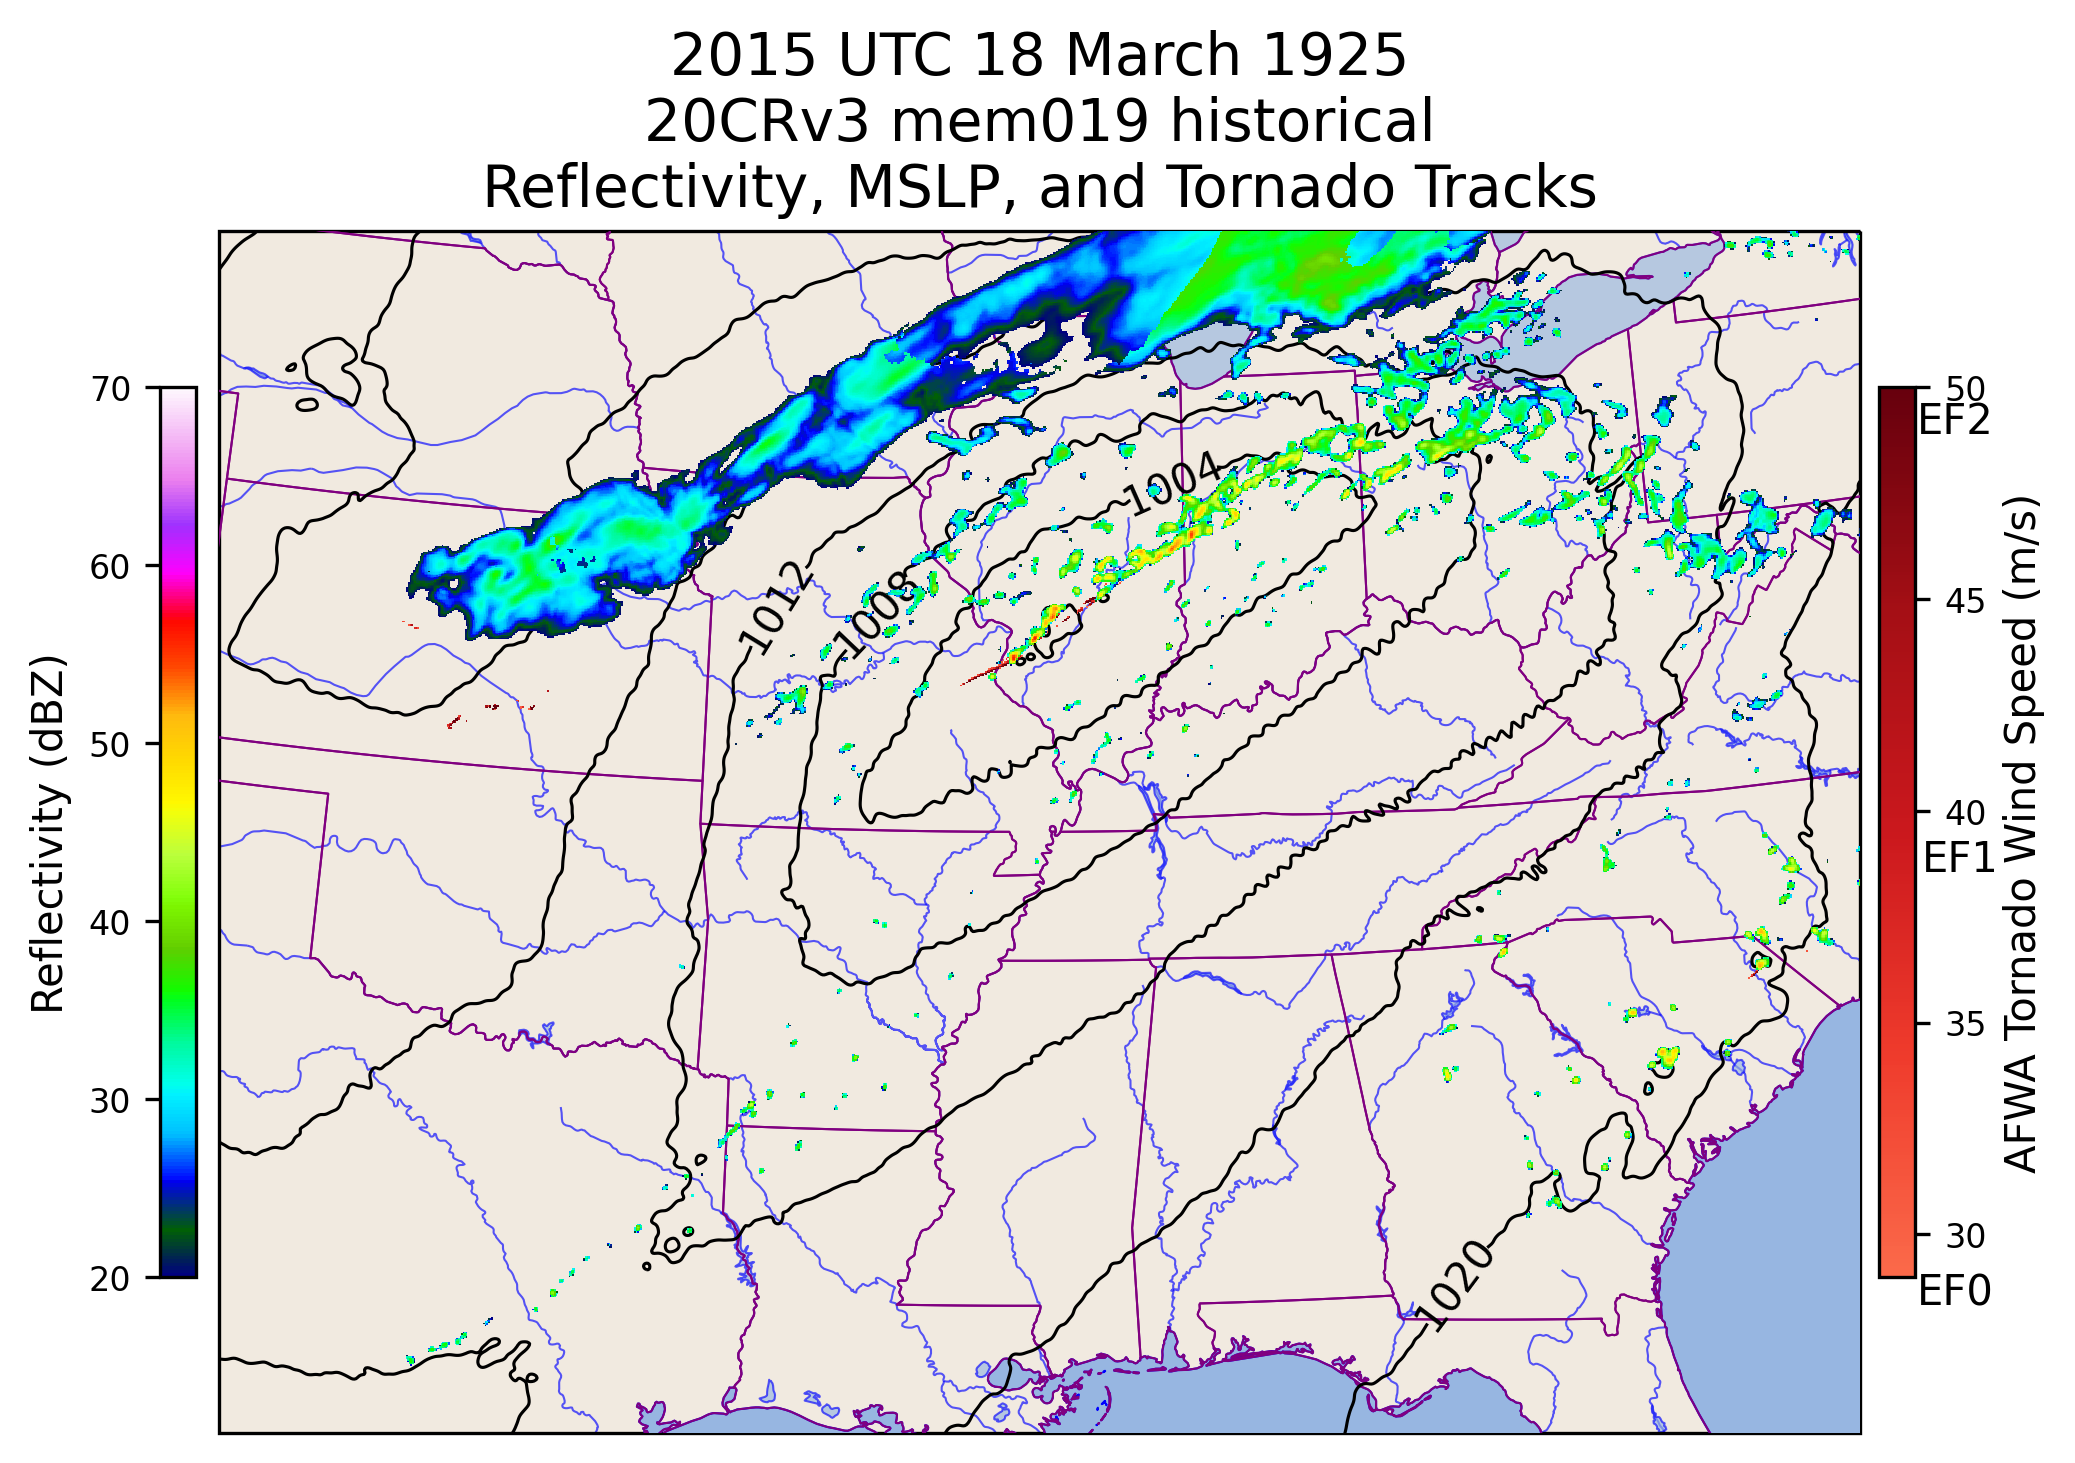 2015 UTC 18 March 1925
20CRv3 mem019 historical
Reflectivity, MSLP, and Tornado Tracks
Reflectivity (dBZ)
70
60
50
40
30
20
1004
1012
1008
1020
50
EF2
45
40
EF1
35
30
EF0
AFWA Tornado Wind Speed (m/s)